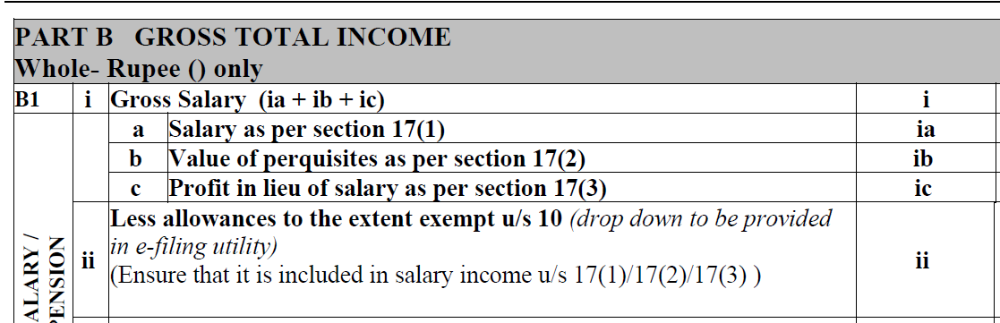 PART B GROSS TOTAL INCOME
Whole- Rupee () only
B1 i Gross Salary (ia + ib + ic) i
a Salary as per section 17(1) ia
b Value of perquisites as per section 17(2) ib
c Profit in lieu of salary as per section 17(3) ic
ALARY /
PENSION
ii Less allowances to the extent exempt u/s 10 (drop down to be provided
in e-filing utility)
(Ensure that it is included in salary income u/s 17(1)/17(2)/17(3) ) ii